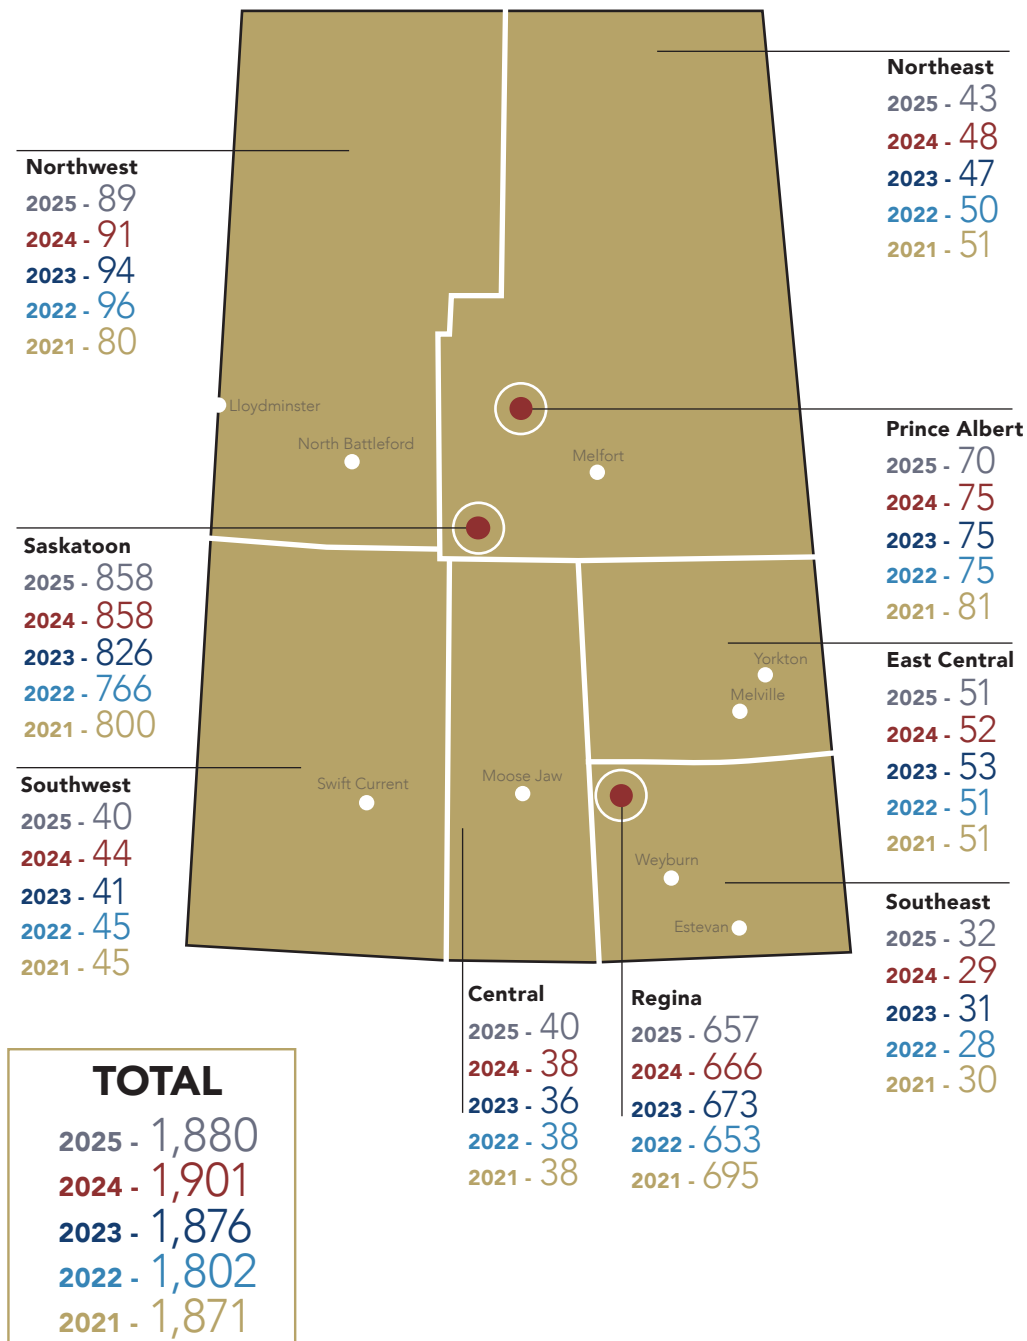 Northeast
2025 - 43
2024 - 48
2023 - 47
2022 - 50
2021 - 51
Northwest
2025 - 89
2024 - 91
2023 - 94
2022 - 96
2021 - 80
Lloydminster
North Battleford
Melfort
Prince Albert
2025 - 70
2024 - 75
2023 - 75
2022 - 75
2021 - 81
Saskatoon
2025 - 858
2024 - 858
2023 - 826
2022 - 766
2021 - 800
East Central
2025 - 51
2024 - 52
2023 - 53
2022 - 51
2021 - 51
Yorkton
Melville
Southwest
2025 - 40
2024 - 44
2023 - 41
2022 - 45
2021 - 45
Swift Current
Moose Jaw
Weyburn
Estevan
Southeast
2025 - 32
2024 - 29
2023 - 31
2022 - 28
2021 - 30
Central
2025 - 40
2024 - 38
2023 - 36
2022 - 38
2021 - 38
Regina
2025 - 657
2024 - 666
2023 - 673
2022 - 653
2021 - 695
TOTAL
2025 - 1,880
2024 - 1,901
2023 - 1,876
2022 - 1,802
2021 - 1,871